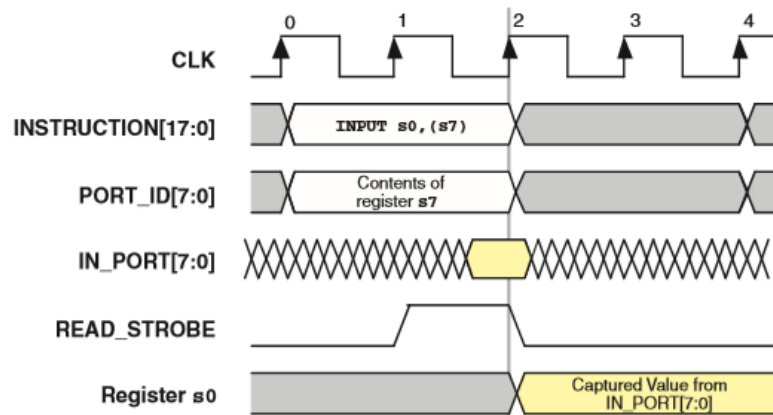 0 1 2 3 4
CLK
INSTRUCTION[17:0]
INPUT s0,(s7)
PORT_ID[7:0]
Contents of
register s7
IN_PORT[7:0]
READ_STROBE
Register s0
Captured Value from
IN_PORT[7:0]